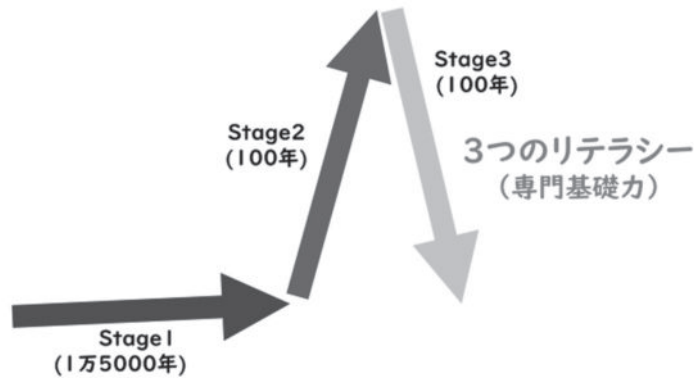 Stage3
(100年)
Stage2
(100年)
3つのリテラシー
(専門基礎力)
Stage1
(1万5000年)